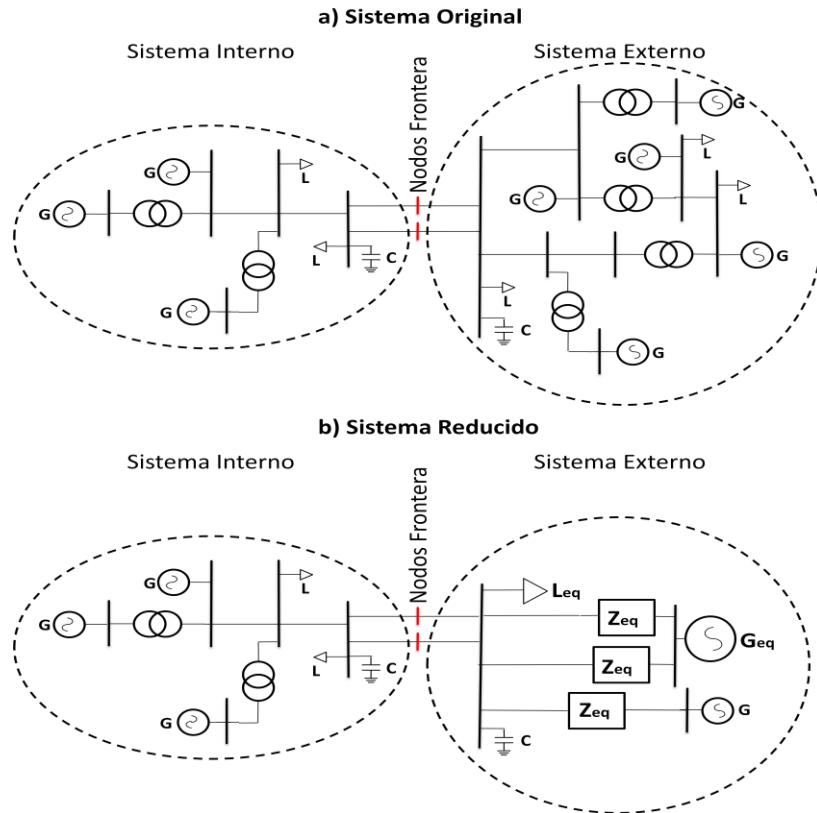 a) Sistema Original
Sistema Interno
Sistema Externo
Nodos Frontera
G
G
L
G
L
C
G
G
L
G
L
G
L
C
G
b) Sistema Reducido
Sistema Interno
Sistema Externo
Nodos Frontera
G
G
L
G
L
C
Leq
Zeq
Geq
Zeq
Zeq
G
C